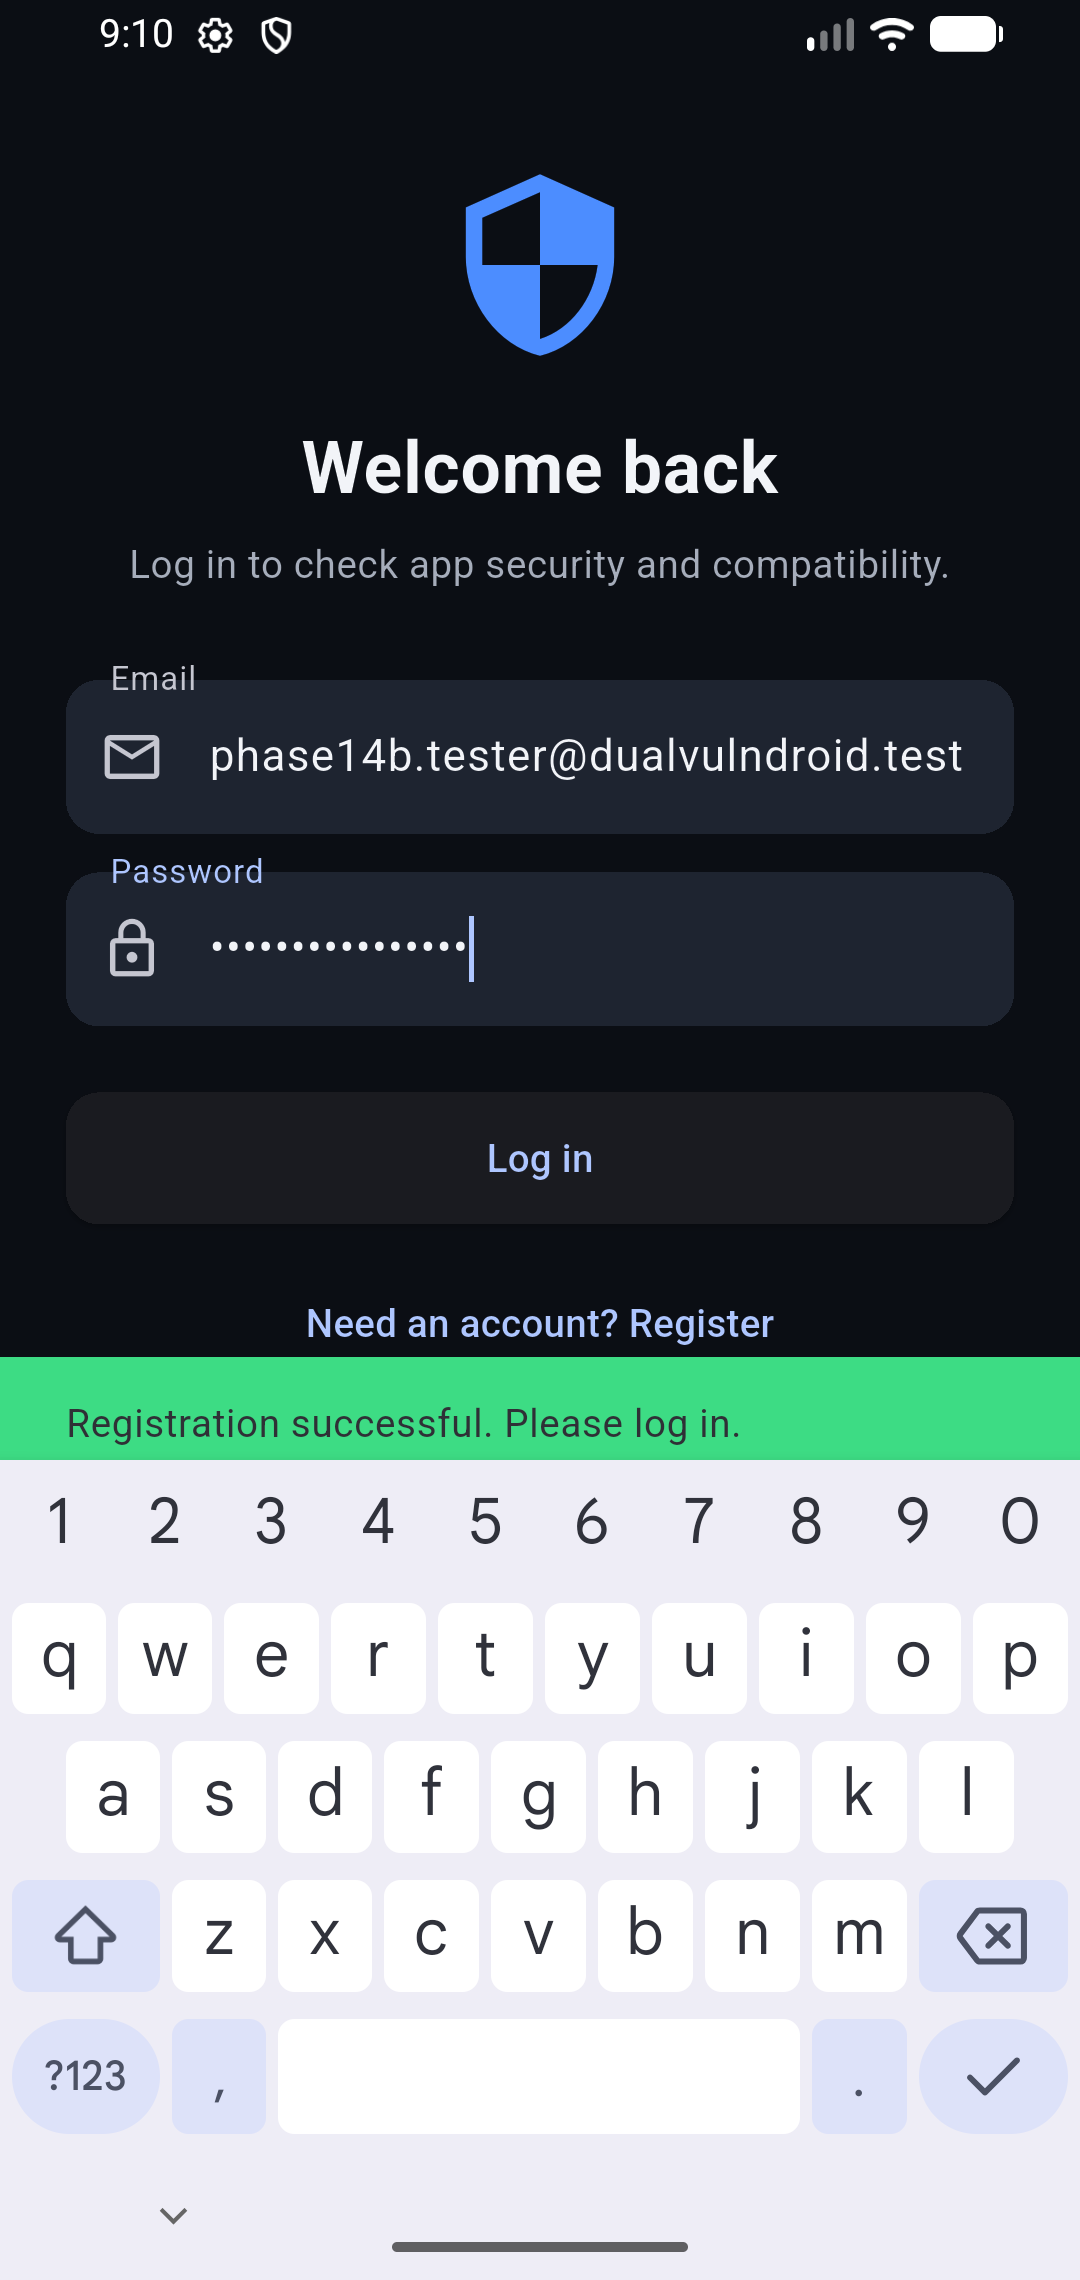 9:10
Welcome back
Log in to check app security and compatibility.
Email
phase14b.tester@dualvulndroid.test
Password
••••••••••••••••
Log in
Need an account? Register
Registration successful. Please log in.
1 2 3 4 5 6 7 8 9 0
q w e r t y u i o p
a s d f g h j k l
z x c v b n m
?123 , .